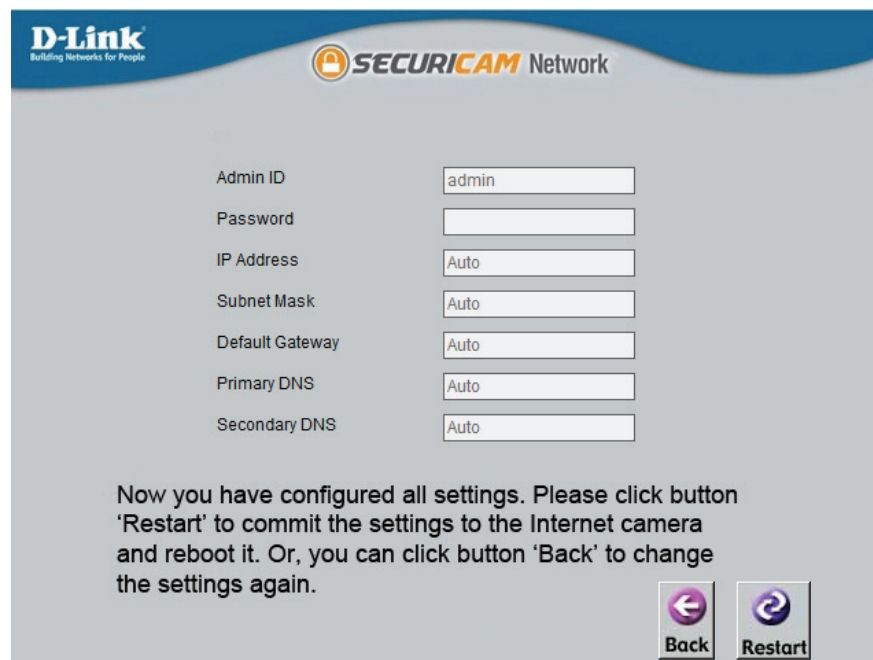 D-Link
Building Networks for People
SECURICAM Network
Admin ID admin
Password
IP Address Auto
Subnet Mask Auto
Default Gateway Auto
Primary DNS Auto
Secondary DNS Auto
Now you have configured all settings. Please click button
‘Restart’ to commit the settings to the Internet camera
and reboot it. Or, you can click button ‘Back’ to change
the settings again.
Back Restart